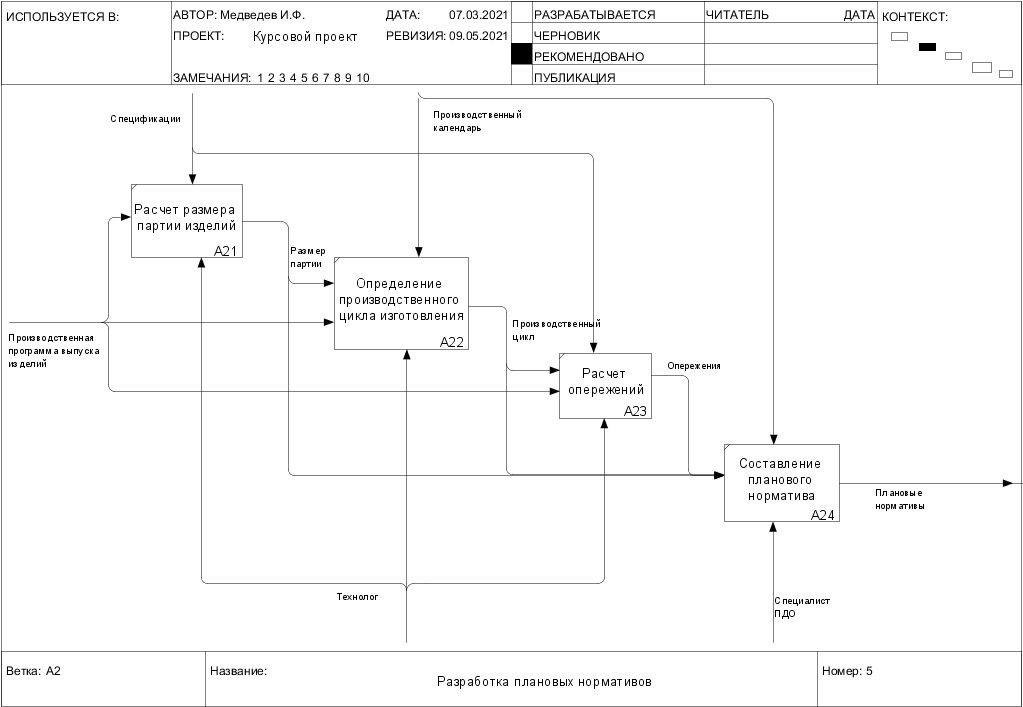 ИСПОЛЬЗУЕТСЯ В:
АВТОР: Медведев И.Ф.
ДАТА: 07.03.2021
РАЗРАБАТЫВАЕТСЯ
ЧИТАТЕЛЬ
ДАТА
КОНТЕКСТ:
ПРОЕКТ: Курсовой проект
РЕВИЗИЯ: 09.05.2021
ЧЕРНОВИК
РЕКОМЕНДОВАНО
ЗАМЕЧАНИЯ: 1 2 3 4 5 6 7 8 9 10
ПУБЛИКАЦИЯ
Спецификации
Производственный
календарь
Расчет размера
партии изделий
A21
Размер
партии
Определение
производственного
цикла изготовления
A22
Производственная
программа выпуска
изделий
Производственный
цикл
Расчет
опережений
A23
Опережения
Составление
планового
норматива
A24
Плановые
нормативы
Технолог
Специалист
ПДО
Ветка: A2
Название:
Разработка плановых нормативов
Номер: 5